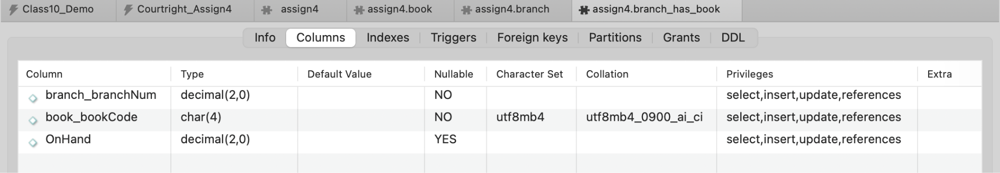 Class10_Demo Courtright_Assign4 assign4 assign4.book assign4.branch assign4.branch_has_book
Info Columns Indexes Triggers Foreign keys Partitions Grants DDL
Column Type Default Value Nullable Character Set Collation Privileges Extra
branch_branchNum decimal(2,0) NO select,insert,update,references
book_bookCode char(4) NO utf8mb4 utf8mb4_0900_ai_ci select,insert,update,references
OnHand decimal(2,0) YES select,insert,update,references